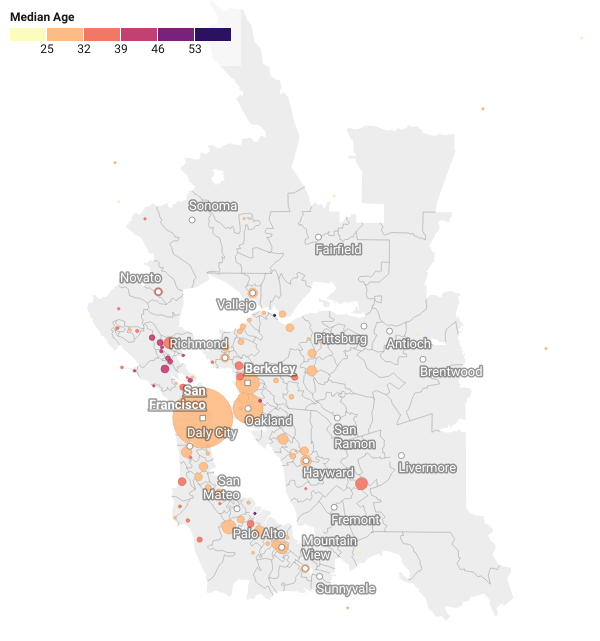 Median Age
25 32 39 46 53
Sonoma
Fairfield
Novato
Vallejo
Pittsburg
Antioch
Richmond
Brentwood
Berkeley
San
Francisco
Oakland
Daly City
San
Ramon
Livermore
Hayward
San
Mateo
Fremont
Palo Alto
Mountain
View
Sunnyvale